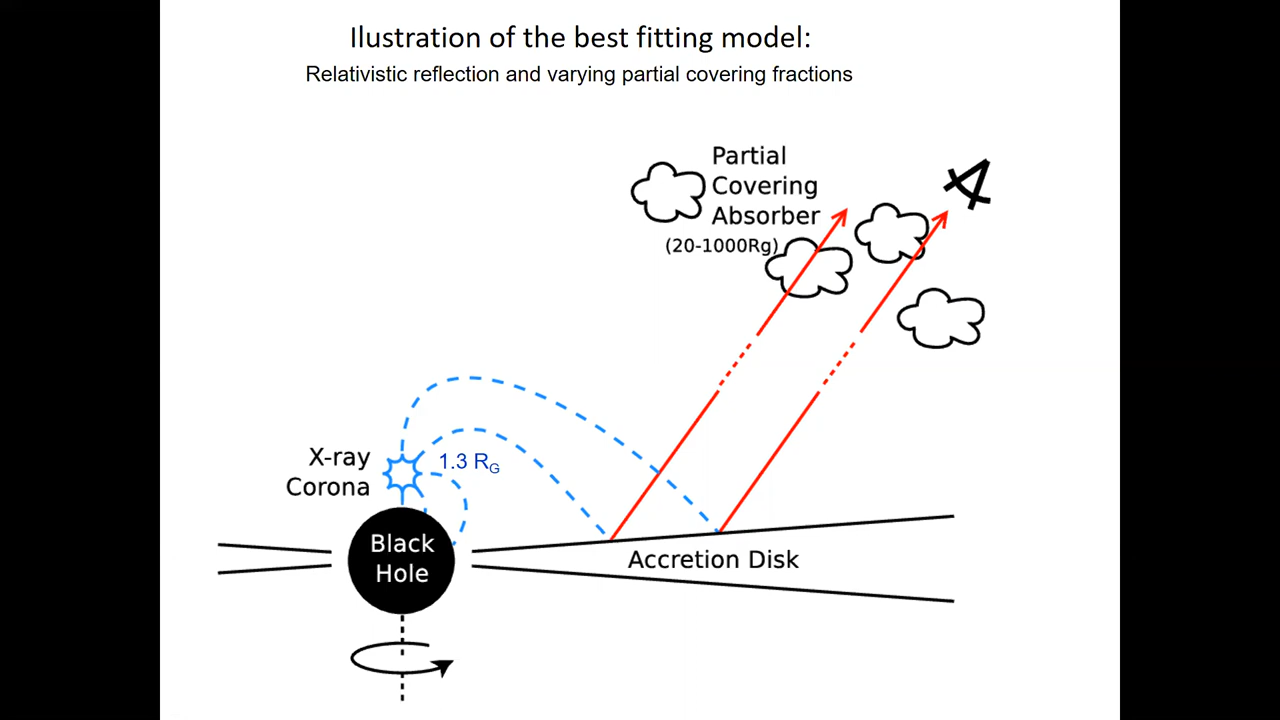 Ilustration of the best fitting model:
Relativistic reflection and varying partial covering fractions
Partial
Covering
Absorber
(20-1000Rg)
X-ray
Corona
1.3 R_G
Black
Hole
Accretion Disk